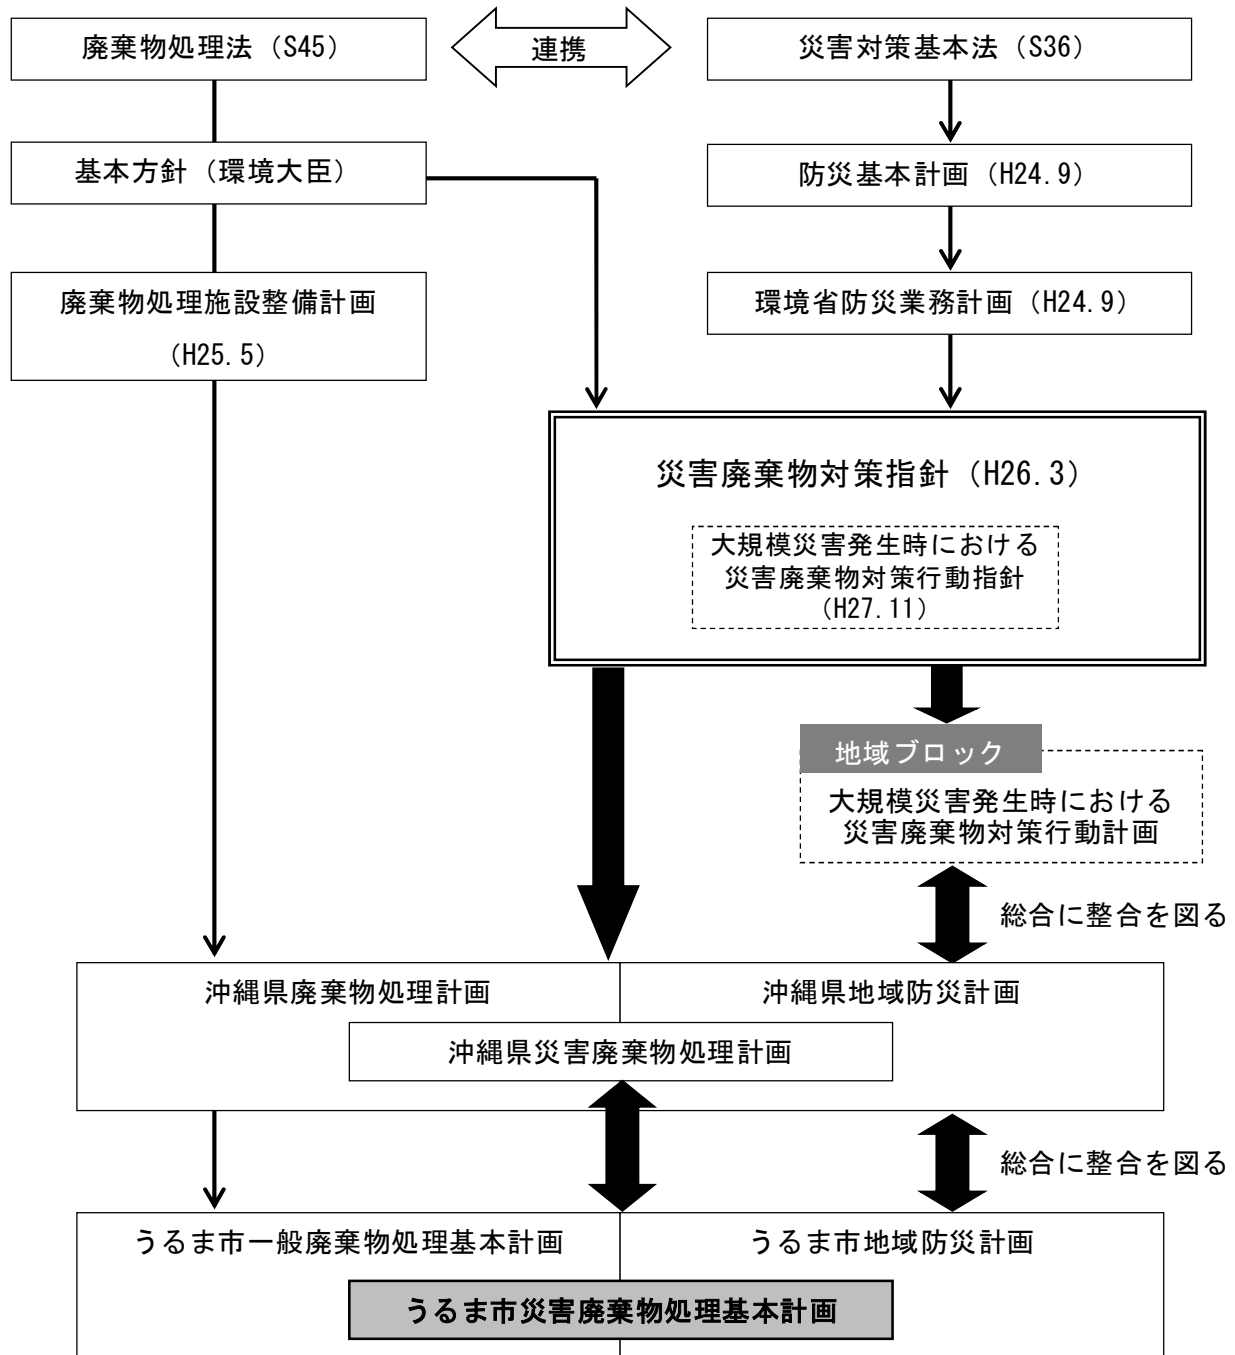 廃棄物処理法（S45）
連携
災害対策基本法（S36）
基本方針（環境大臣）
防災基本計画（H24.9）
廃棄物処理施設整備計画
（H25.5）
環境省防災業務計画（H24.9）
災害廃棄物対策指針（H26.3）
大規模災害発生時における
災害廃棄物対策行動指針
（H27.11）
地域ブロック
大規模災害発生時における
災害廃棄物対策行動計画
総合に整合を図る
沖縄県廃棄物処理計画
沖縄県地域防災計画
沖縄県災害廃棄物処理計画
総合に整合を図る
うるま市一般廃棄物処理基本計画
うるま市地域防災計画
うるま市災害廃棄物処理基本計画